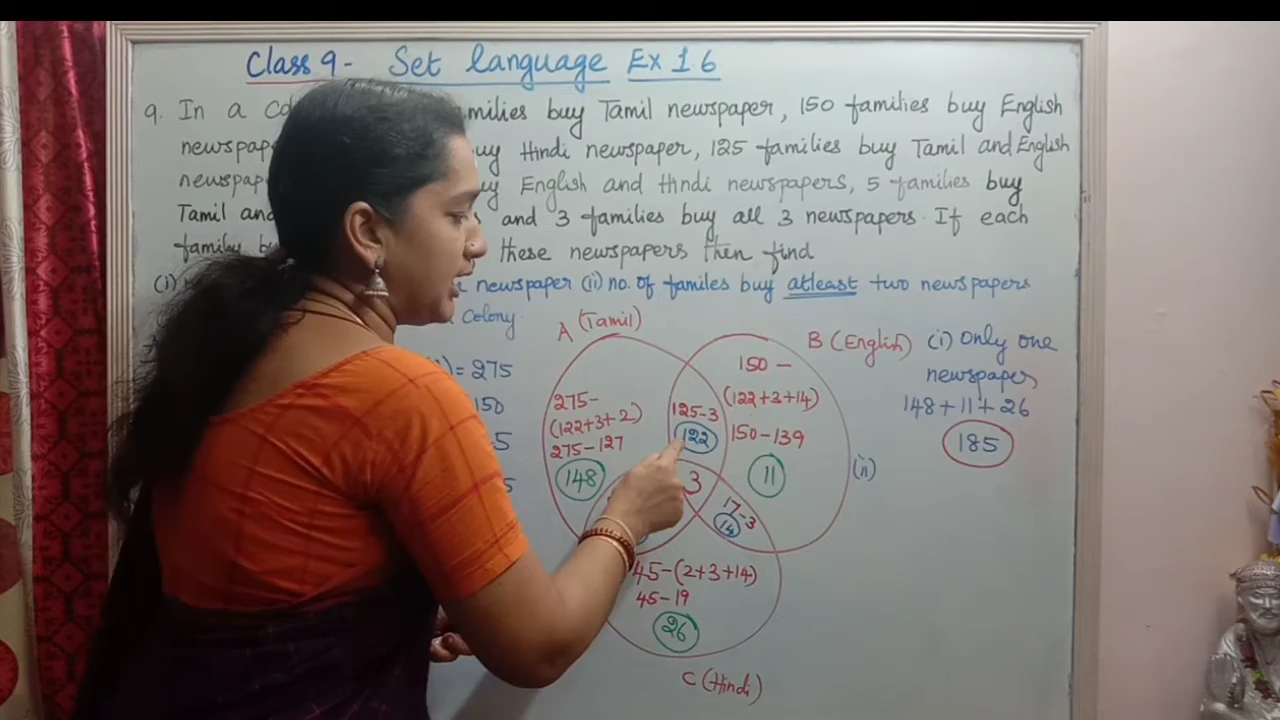 Class 9 - Set language Ex 1.6
9. In a families buy Tamil newspaper, 150 families buy English
buy Hindi newspaper, 125 families buy Tamil and English
English and Hindi newspapers, 5 families buy
Tamil and and 3 families buy all 3 newspapers. If each
family these newspapers then find
(i) newspaper (ii) no. of familes buy atleast two newspapers
Colony.
A (Tamil)
B (English)
= 275
150
5
5
275-
(122+3+2)
275-127
148
125-3
122
150 -
(122+3+14)
150-139
11
3
17-3
14
45-(2+3+14)
45-19
26
C (Hindi)
(i) Only one
newspaper
148+11+26
185
(ii)